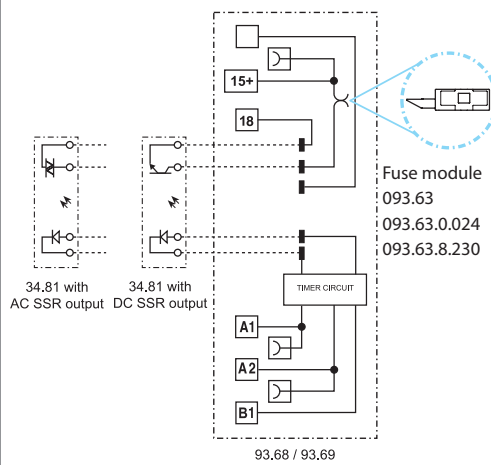 15+
18
Fuse module
093.63
093.63.0.024
093.63.8.230
34.81 with
AC SSR output
34.81 with
DC SSR output
TIMER CIRCUIT
A1
A2
B1
93.68 / 93.69